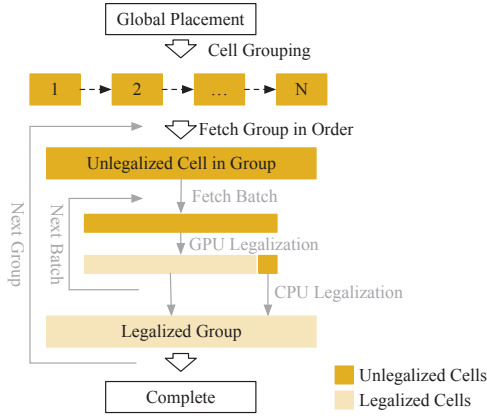 Global Placement
Cell Grouping
1 2 ... N
Fetch Group in Order
Unlegalized Cell in Group
Fetch Batch
Next Group
Next Batch
GPU Legalization
CPU Legalization
Legalized Group
Unlegalized Cells
Complete
Legalized Cells